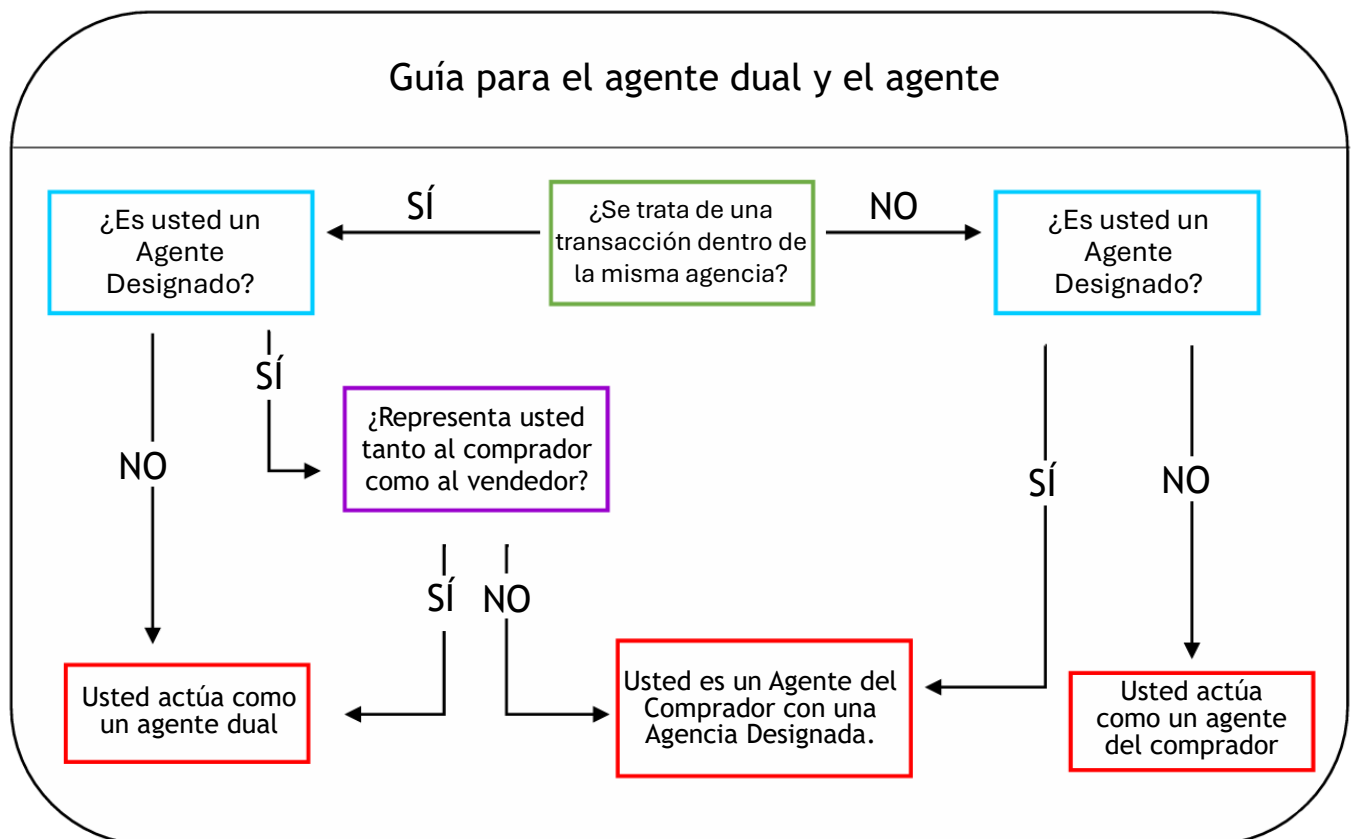 Guía para el agente dual y el agente
¿Es usted un
Agente
Designado?
SÍ
¿Se trata de una
transacción dentro de
la misma agencia?
NO
¿Es usted un
Agente
Designado?
SÍ
¿Representa usted
tanto al comprador
como al vendedor?
NO
SÍ
NO
SÍ
NO
Usted actúa como
un agente dual
Usted es un Agente del
Comprador con una
Agencia Designada.
Usted actúa
como un agente
del comprador